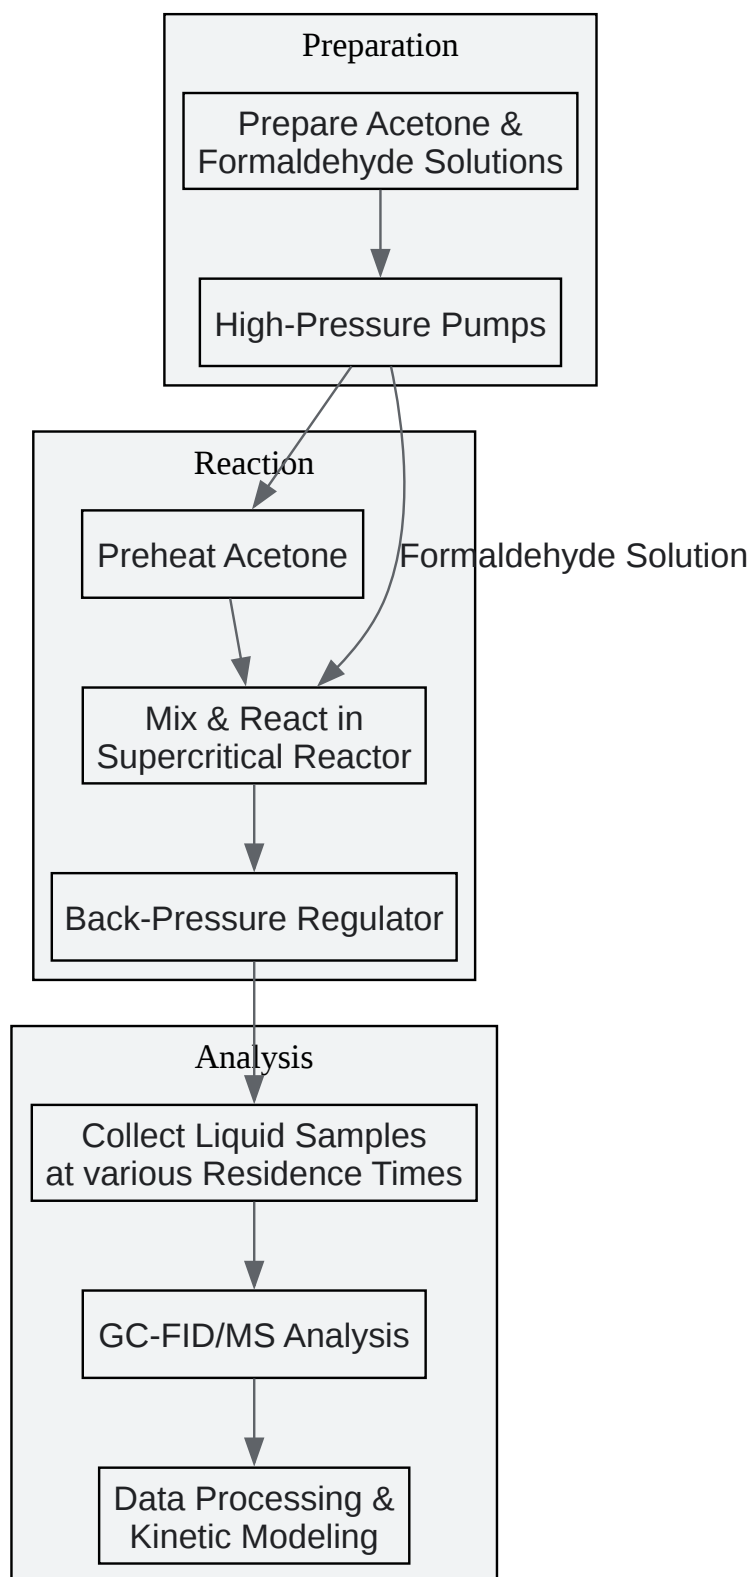 Preparation
Prepare Acetone &
Formaldehyde Solutions
High-Pressure Pumps
Reaction
Preheat Acetone
Formaldehyde Solution
Mix & React in
Supercritical Reactor
Back-Pressure Regulator
Analysis
Collect Liquid Samples
at various Residence Times
GC-FID/MS Analysis
Data Processing &
Kinetic Modeling